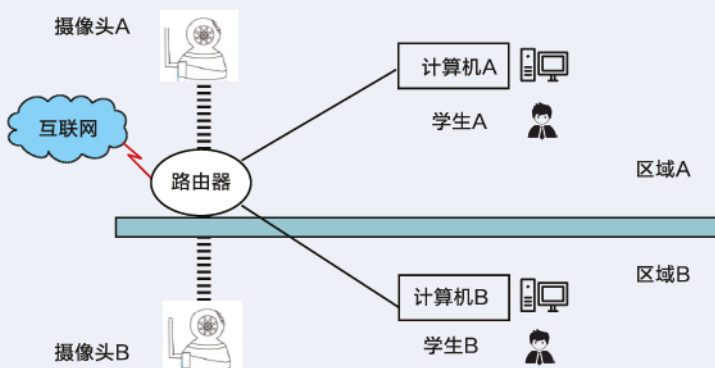 摄像头A
计算机A
学生A
互联网
路由器
区域A
区域B
计算机B
学生B
摄像头B